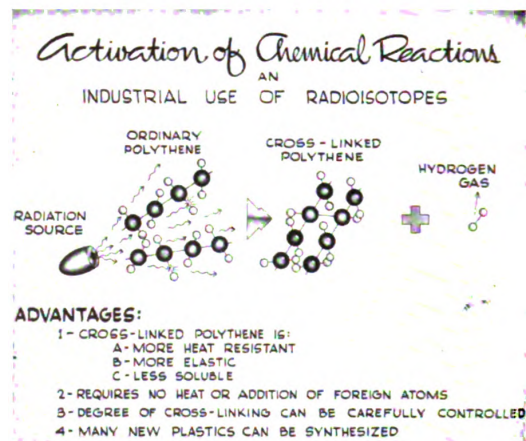 Activation of Chemical Reactions
AN
INDUSTRIAL USE OF RADIOISOTOPES
ORDINARY
POLYTHENE
CROSS-LINKED
POLYTHENE
HYDROGEN
GAS
RADIATION
SOURCE
ADVANTAGES:
1- CROSS-LINKED POLYTHENE IS:
A- MORE HEAT RESISTANT
B- MORE ELASTIC
C- LESS SOLUBLE
2- REQUIRES NO HEAT OR ADDITION OF FOREIGN ATOMS
3- DEGREE OF CROSS-LINKING CAN BE CAREFULLY CONTROLLED
4- MANY NEW PLASTICS CAN BE SYNTHESIZED